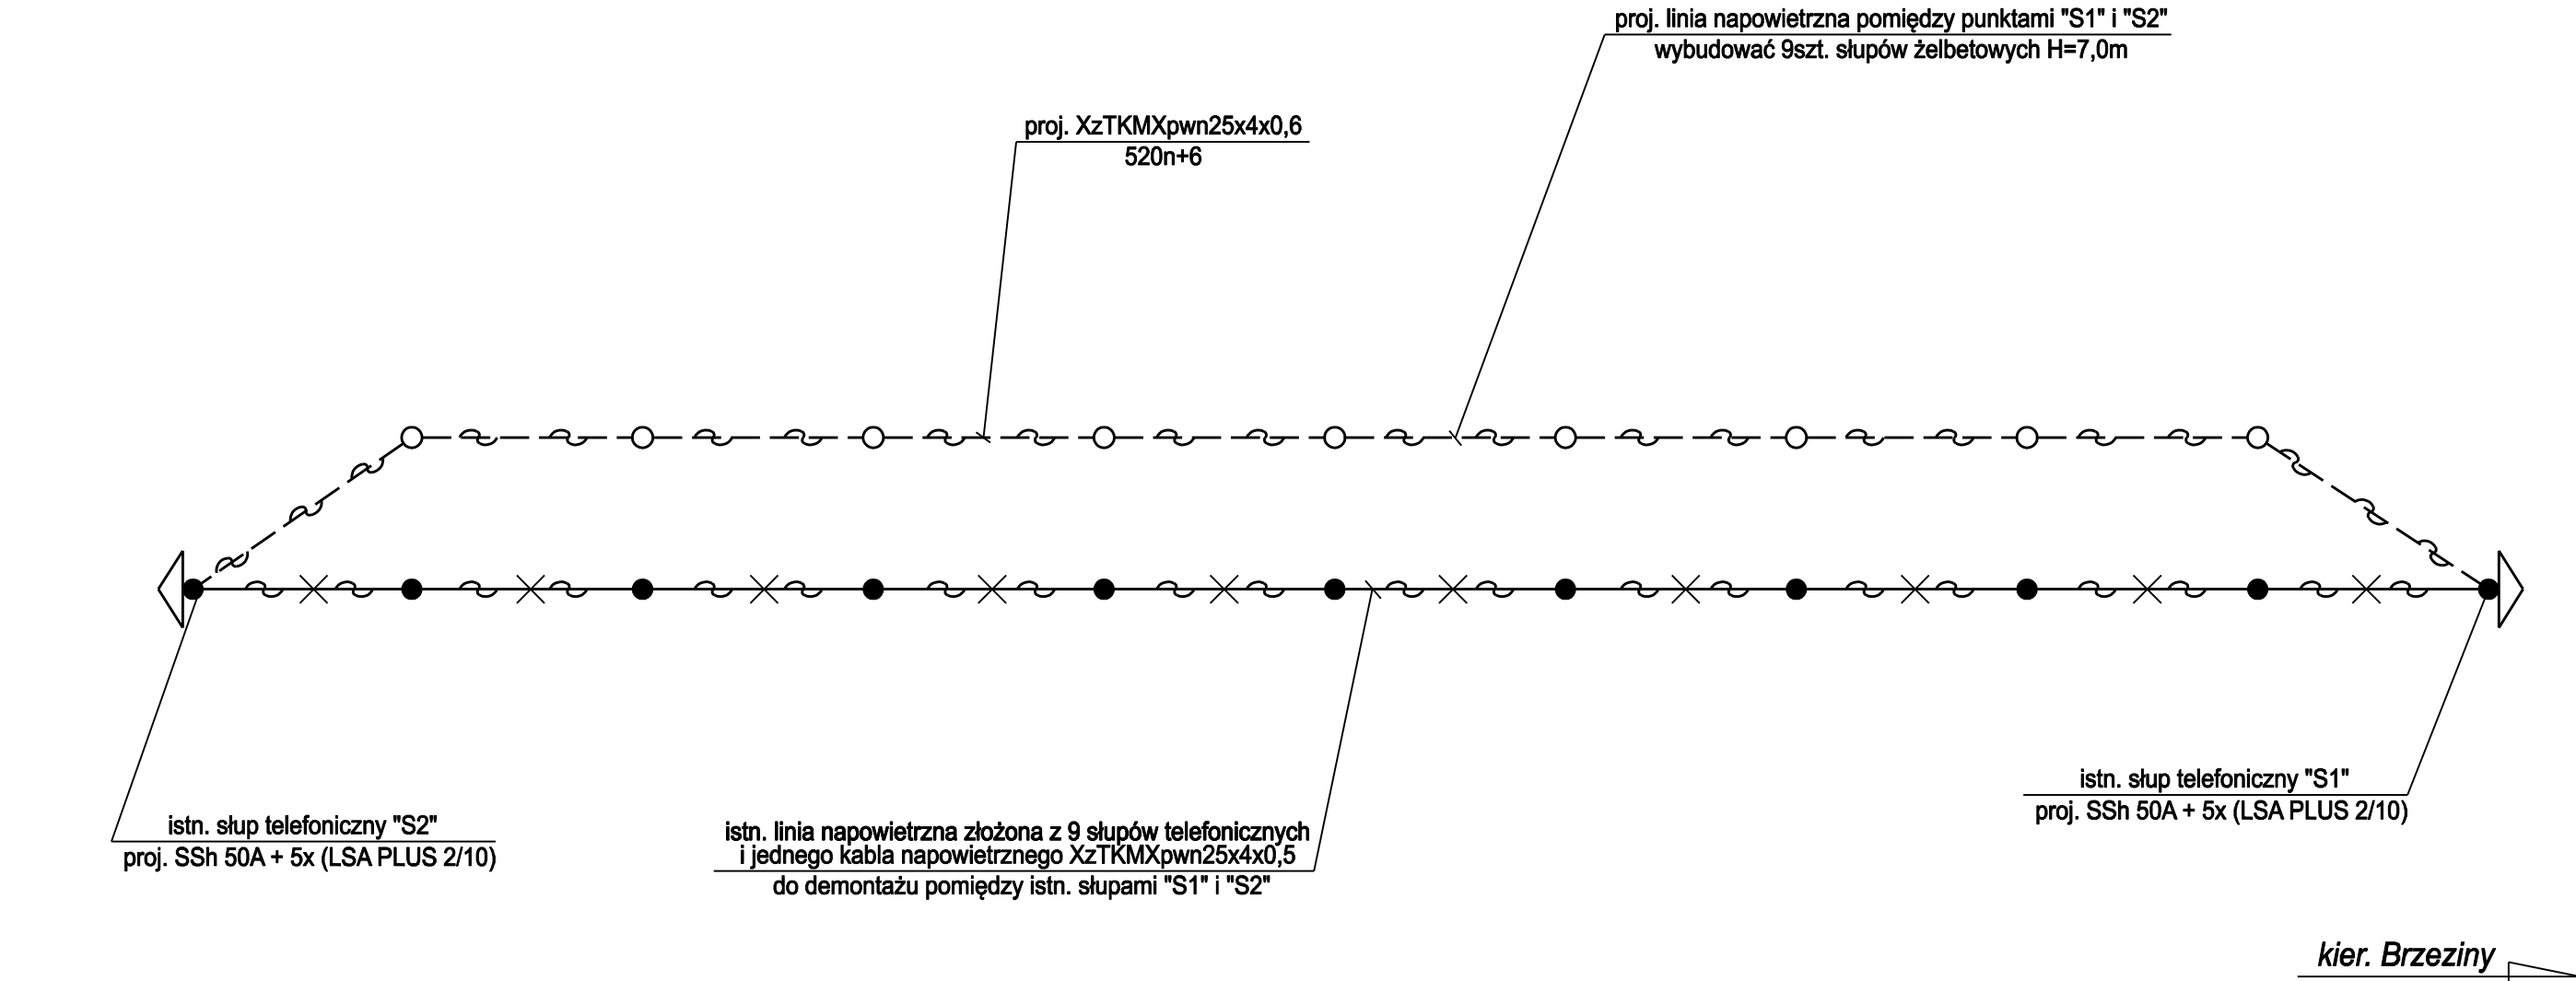 proj. linia napowietrzna pomiędzy punktami "S1" i "S2"
wybudować 9szt. słupów żelbetowych H=7,0m
proj. XzTKMXpwn25x4x0,6
520n+6
istn. słup telefoniczny "S2"
proj. SSh 50A + 5x (LSA PLUS 2/10)
istn. linia napowietrzna złożona z 9 słupów telefonicznych
i jednego kabla napowietrznego XzTKMXpwn25x4x0,5
do demontażu pomiędzy istn. słupami "S1" i "S2"
istn. słup telefoniczny "S1"
proj. SSh 50A + 5x (LSA PLUS 2/10)
kier. Brzeziny